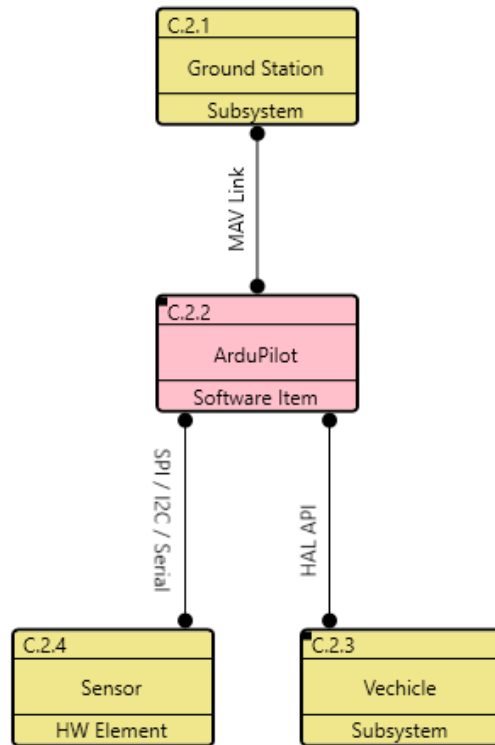 C.2.1
Ground Station
Subsystem
MAV Link
C.2.2
ArduPilot
Software Item
SPI / I2C / Serial
HAL API
C.2.4
Sensor
HW Element
C.2.3
Vechicle
Subsystem